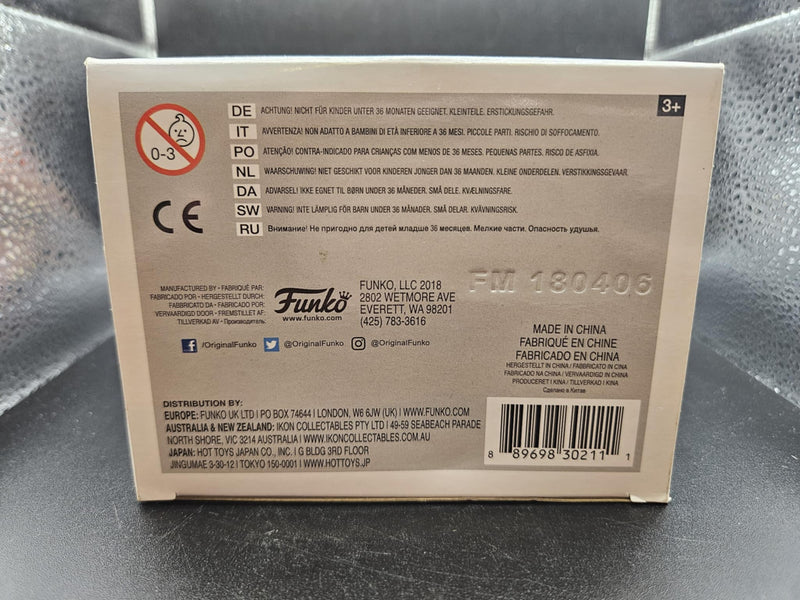 0-3
3+
DE ACHTUNG! NICHT FÜR KINDER UNTER 36 MONATEN GEEIGNET. KLEINTEILE. ERSTICKUNGSGEFAHR.
IT AVVERTENZA! NON ADATTO A BAMBINI DI ETÀ INFERIORE A 36 MESI. PICCOLE PARTI. RISCHIO DI SOFFOCAMENTO.
PO ATENÇÃO! CONTRA-INDICADO PARA CRIANÇAS COM MENOS DE 36 MESES. PEQUENAS PARTES. RISCO DE ASFIXIA.
NL WAARSCHUWING! NIET GESCHIKT VOOR KINDEREN JONGER DAN 36 MAANDEN. KLEINE ONDERDELEN. VERSTIKKINGSGEVAAR.
DA ADVARSEL! IKKE EGNET TIL BØRN UNDER 36 MÅNEDER. SMÅ DELE. KVÆLNINGSFARE.
SW VARNING! INTE LÄMPLIG FÖR BARN UNDER 36 MÅNADER. SMÅ DELAR. KVÄVNINGSRISK.
RU Внимание! Не пригодно для детей младше 36 месяцев. Мелкие части. Опасность удушья.
CE
MANUFACTURED BY • FABRIQUÉ PAR:
FABRICADO POR • HERGESTELLT DURCH:
FABBRICATO DA • FABRICADO POR:
VERVAARDIGD DOOR • FREMSTILLET AF:
TILLVERKAD AV • Производитель:
Funko
www.funko.com
FUNKO, LLC 2018
2802 WETMORE AVE
EVERETT, WA 98201
(425) 783-3616
FM 180406
/OriginalFunko @OriginalFunko @OriginalFunko
MADE IN CHINA
FABRIQUÉ EN CHINE
FABRICADO EN CHINA
HERGESTELLT IN CHINA / FABBRICATO IN CINA
FABRICADO NA CHINA / VERVAARDIGD IN CHINA
PRODUCERET I KINA / TILLVERKAD I KINA
Сделано в Китае
DISTRIBUTION BY:
EUROPE: FUNKO UK LTD I PO BOX 74644 I LONDON, W6 6JW (UK) I WWW.FUNKO.COM
AUSTRALIA & NEW ZEALAND: IKON COLLECTABLES PTY LTD I 49-59 SEABEACH PARADE
NORTH SHORE, VIC 3214 AUSTRALIA I WWW.IKONCOLLECTABLES.COM.AU
JAPAN: HOT TOYS JAPAN CO., INC. I G BLDG 3RD FLOOR
JINGUMAE 3-30-12 I TOKYO 150-0001 I WWW.HOTTOYS.JP
8 89698 30211 1